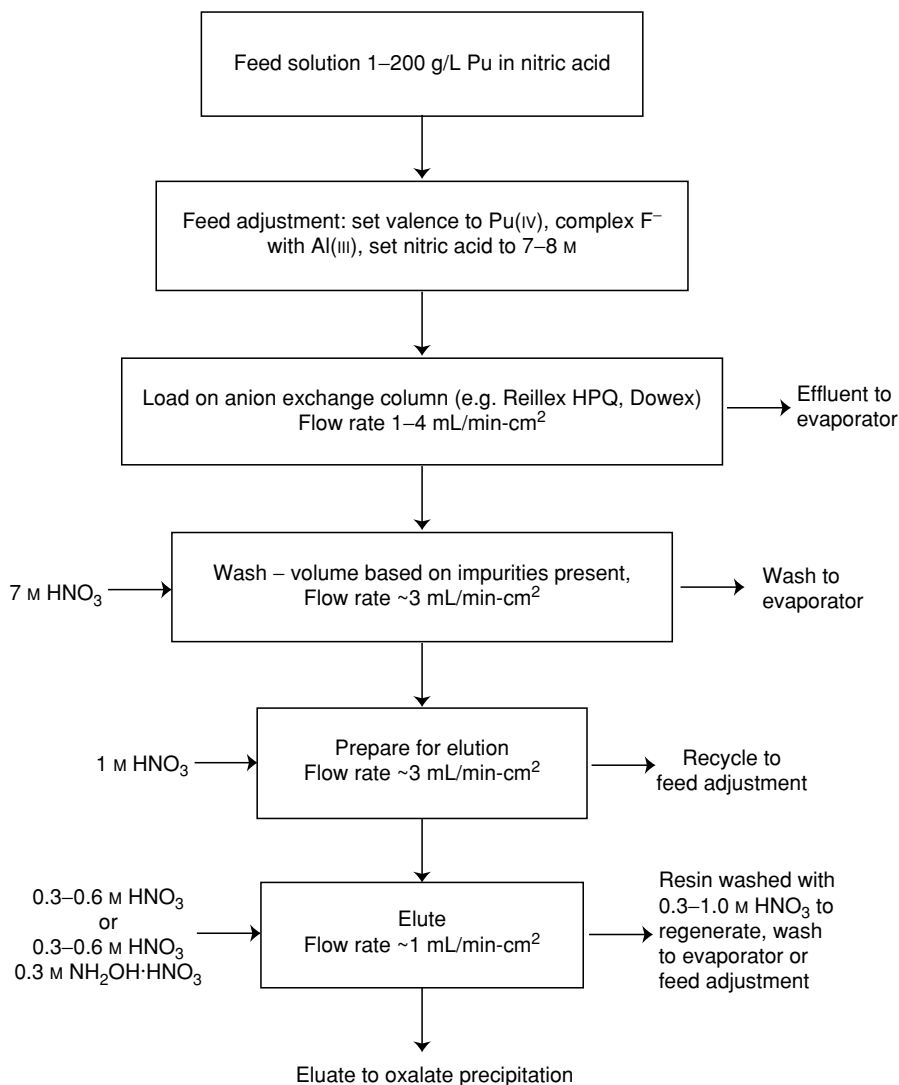 Feed solution 1–200 g/L Pu in nitric acid
Feed adjustment: set valence to Pu(IV), complex F⁻
with Al(III), set nitric acid to 7–8 M
Load on anion exchange column (e.g. Reillex HPQ, Dowex)
Flow rate 1–4 mL/min-cm²
Effluent to
evaporator
7 M HNO₃
Wash – volume based on impurities present,
Flow rate ~3 mL/min-cm²
Wash to
evaporator
1 M HNO₃
Prepare for elution
Flow rate ~3 mL/min-cm²
Recycle to
feed adjustment
0.3–0.6 M HNO₃
or
0.3–0.6 M HNO₃
0.3 M NH₂OH·HNO₃
Elute
Flow rate ~1 mL/min-cm²
Resin washed with
0.3–1.0 M HNO₃ to
regenerate, wash
to evaporator or
feed adjustment
Eluate to oxalate precipitation